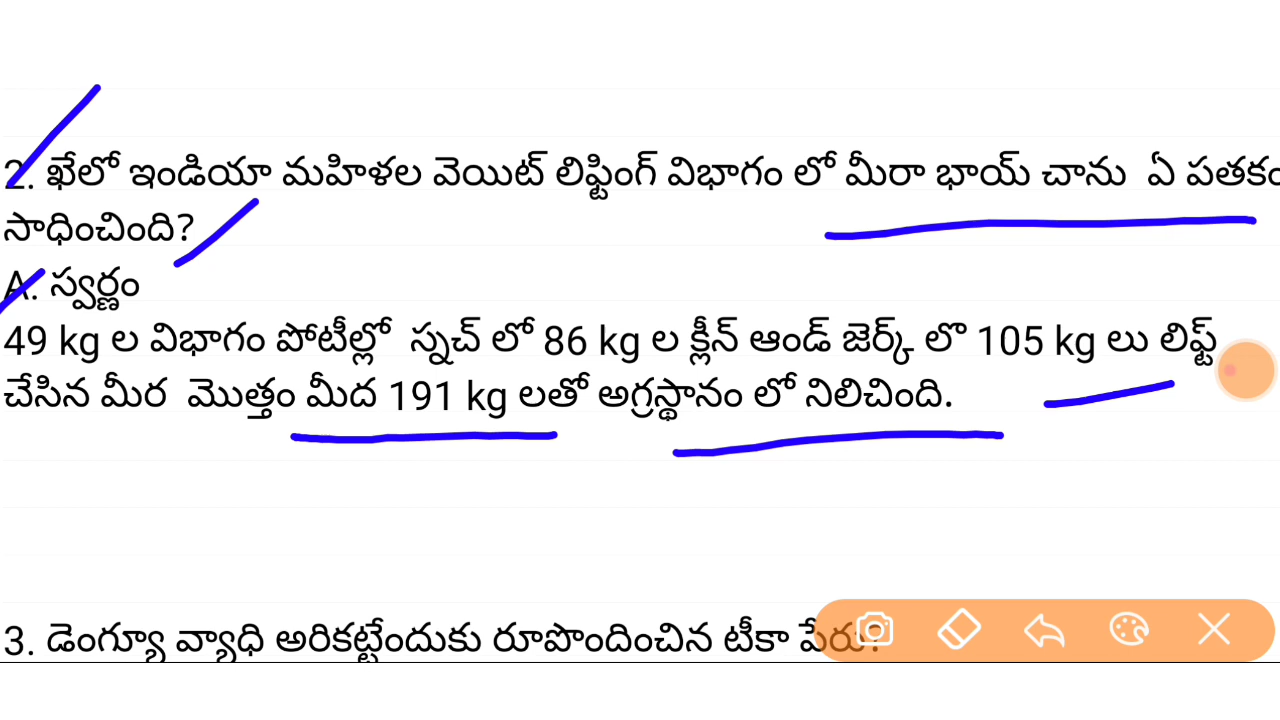 2. ఖేలో ఇండియా మహిళల వెయిట్ లిఫ్టింగ్ విభాగం లో మీరా భాయ్ చాను ఏ పతకం
సాధించింది?
A. స్వర్ణం
49 kg ల విభాగం పోటీల్లో స్నచ్ లో 86 kg ల క్లీన్ ఆండ్ జెర్క్ లొ 105 kg లు లిఫ్ట్
చేసిన మీర మొత్తం మీద 191 kg లతో అగ్రస్థానం లో నిలిచింది.
3. డెంగ్యూ వ్యాధి అరికట్టేందుకు రూపొందించిన టీకా పేరు?